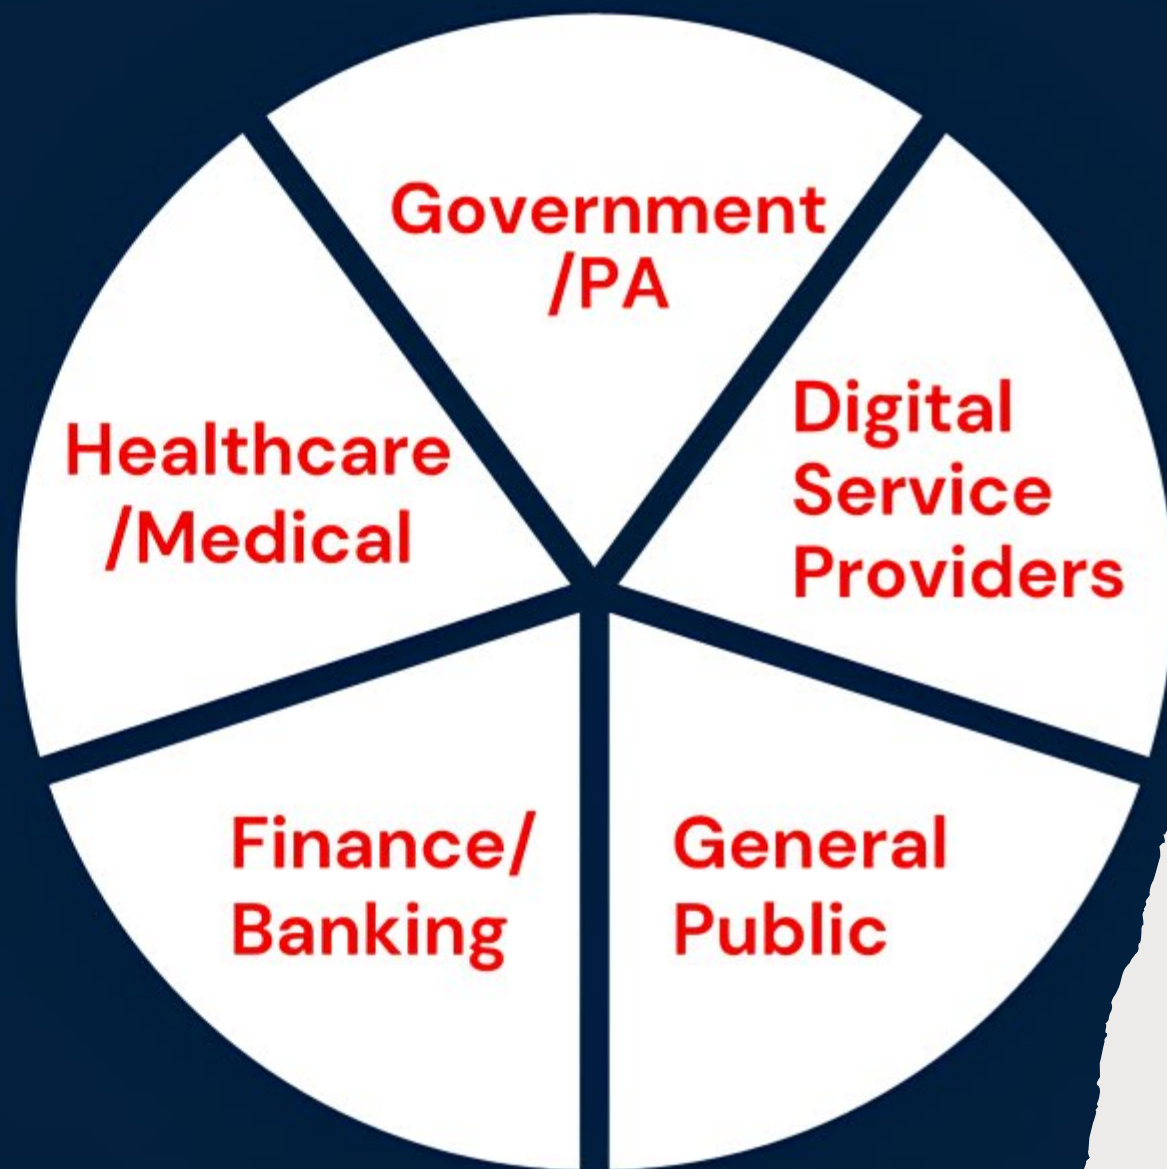 Government
/PA
Digital
Service
Providers
Healthcare
/Medical
Finance/
Banking
General
Public